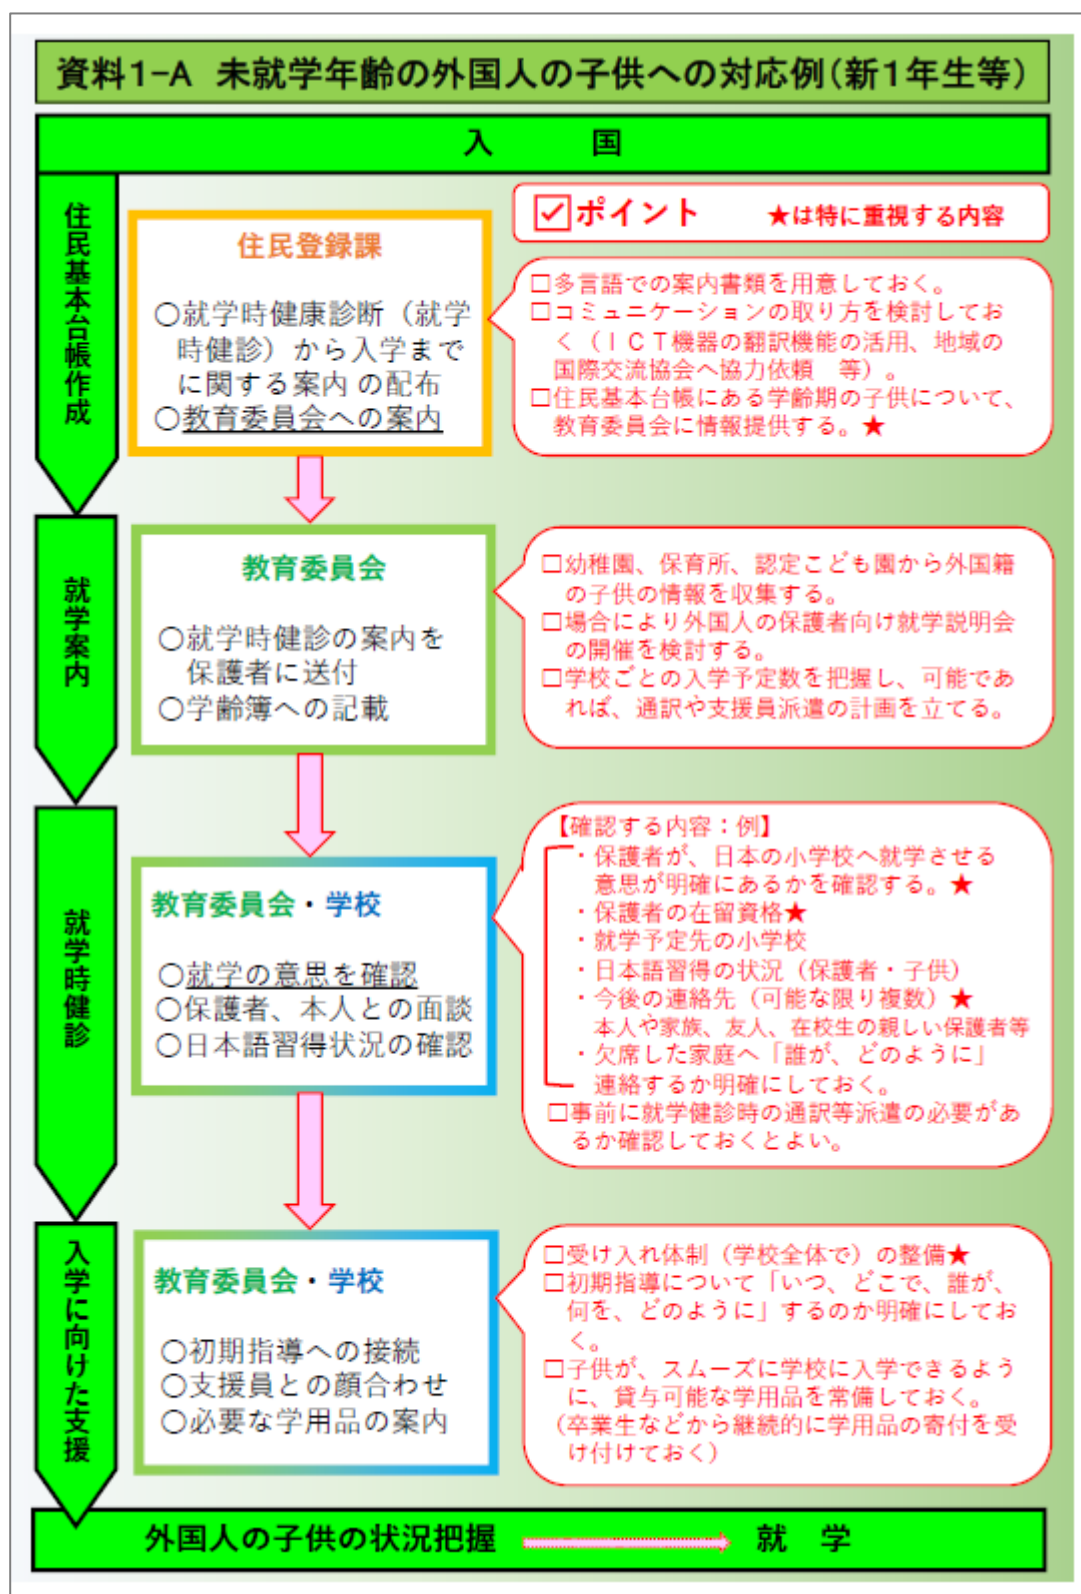 資料1-A 未就学年齢の外国人の子供への対応例(新1年生等)
入 国
住民基本台帳作成
住民登録課
○就学時健康診断（就学
時健診）から入学まで
に関する案内 の配布
○教育委員会への案内
☑ポイント ★は特に重視する内容
□多言語での案内書類を用意しておく。
□コミュニケーションの取り方を検討してお
く（ＩＣＴ機器の翻訳機能の活用、地域の
国際交流協会へ協力依頼 等）。
□住民基本台帳にある学齢期の子供について、
教育委員会に情報提供する。★
就学案内
教育委員会
○就学時健診の案内を
保護者に送付
○学齢簿への記載
□幼稚園、保育所、認定こども園から外国籍
の子供の情報を収集する。
□場合により外国人の保護者向け就学説明会
の開催を検討する。
□学校ごとの入学予定数を把握し、可能であ
れば、通訳や支援員派遣の計画を立てる。
就学時健診
教育委員会・学校
○就学の意思を確認
○保護者、本人との面談
○日本語習得状況の確認
【確認する内容：例】
・保護者が、日本の小学校へ就学させる
意思が明確にあるかを確認する。★
・保護者の在留資格★
・就学予定先の小学校
・日本語習得の状況（保護者・子供）
・今後の連絡先（可能な限り複数）★
本人や家族、友人、在校生の親しい保護者等
・欠席した家庭へ「誰が、どのように」
連絡するか明確にしておく。
□事前に就学健診時の通訳等派遣の必要があ
るか確認しておくとよい。
入学に向けた支援
教育委員会・学校
○初期指導への接続
○支援員との顔合わせ
○必要な学用品の案内
□受け入れ体制（学校全体で）の整備★
□初期指導について「いつ、どこで、誰が、
何を、どのように」するのか明確にしてお
く。
□子供が、スムーズに学校に入学できるよう
に、貸与可能な学用品を常備しておく。
（卒業生などから継続的に学用品の寄付を受
け付けておく）
外国人の子供の状況把握 就 学